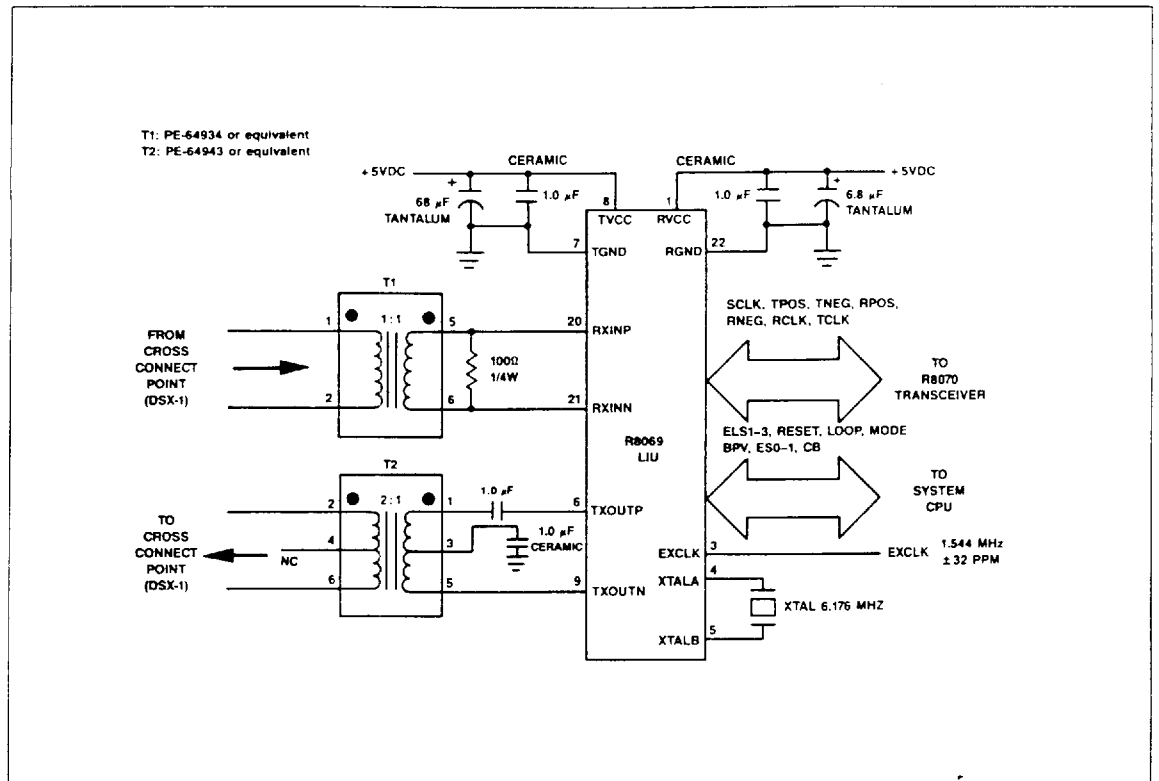 T1: PE-64934 or equivalent
T2: PE-64943 or equivalent
+5VDC
CERAMIC
CERAMIC
+5VDC
+
68 µF
TANTALUM
1.0 µF
8
TVCC
1
RVCC
1.0 µF
+
6.8 µF
TANTALUM
7
TGND
RGND
22
T1
1:1
1
5
2
6
FROM
CROSS
CONNECT
POINT
(DSX-1)
100Ω
1/4W
20
RXINP
21
RXINN
R8069
LIU
SCLK, TPOS, TNEG, RPOS,
RNEG, RCLK, TCLK
TO
R8070
TRANSCEIVER
ELS1-3, RESET, LOOP, MODE
BPV, ES0-1, CB
TO
SYSTEM
CPU
T2
2:1
2
1
4
3
6
5
NC
TO
CROSS
CONNECT
POINT
(DSX-1)
1.0 µF
1.0 µF
CERAMIC
6
TXOUTP
9
TXOUTN
EXCLK
3
EXCLK
1.544 MHz
±32 PPM
XTALA
4
XTAL 6.176 MHZ
XTALB
5